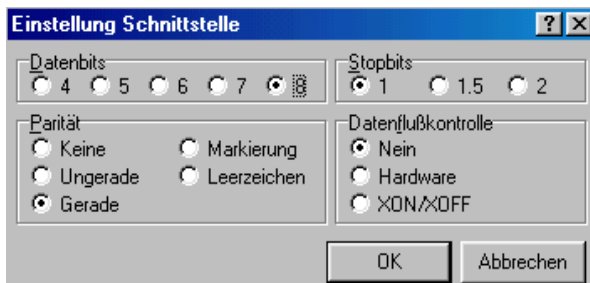 Einstellung Schnittstelle
Datenbits
4 5 6 7 8
Stopbits
1 1.5 2
Parität
Keine Markierung
Ungerade Leerzeichen
Gerade
Datenflußkontrolle
Nein
Hardware
XON/XOFF
OK Abbrechen